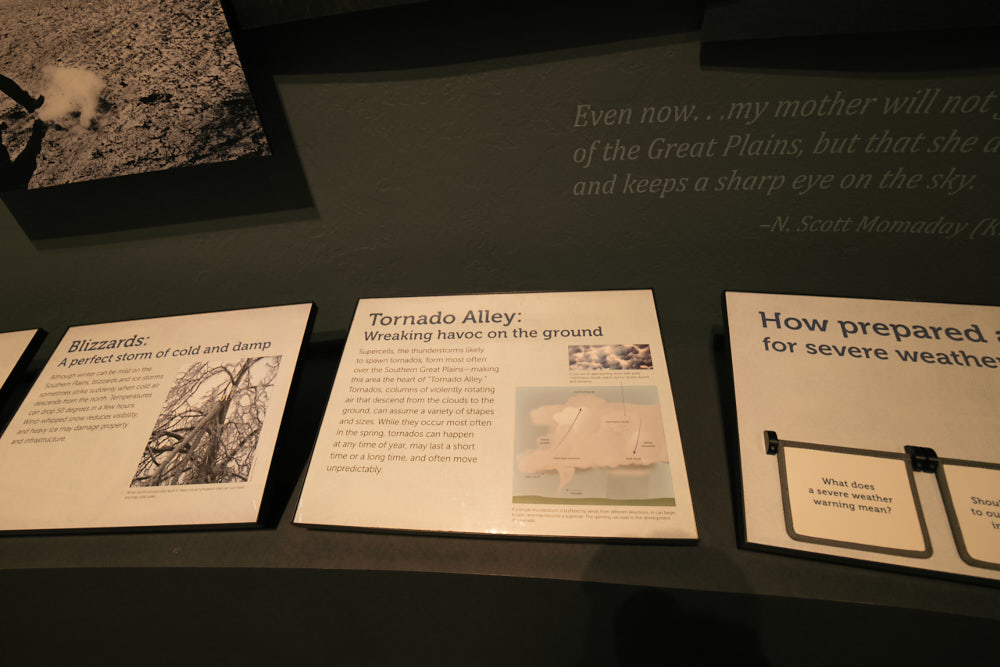 Even now. . .my mother will not
of the Great Plains, but that she
and keeps a sharp eye on the sky.
–N. Scott Momaday
Blizzards:
A perfect storm of cold and damp
Although winter can be mild on the
Southern Plains, blizzards and ice storms
sometimes strike suddenly when cold air
descends from the north. Temperatures
can drop 50 degrees in a few hours.
Wind-whipped snow reduces visibility,
and heavy ice may damage property
and infrastructure.
Tornado Alley:
Wreaking havoc on the ground
Supercells, the thunderstorms likely
to spawn tornados, form most often
over the Southern Great Plains—making
this area the heart of "Tornado Alley."
Tornados, columns of violently rotating
air that descend from the clouds to the
ground, can assume a variety of shapes
and sizes. While they occur most often
in the spring, tornados can happen
at any time of year, may last a short
time or a long time, and often move
unpredictably.
How prepared
for severe weather
What does
a severe weather
warning mean?
to